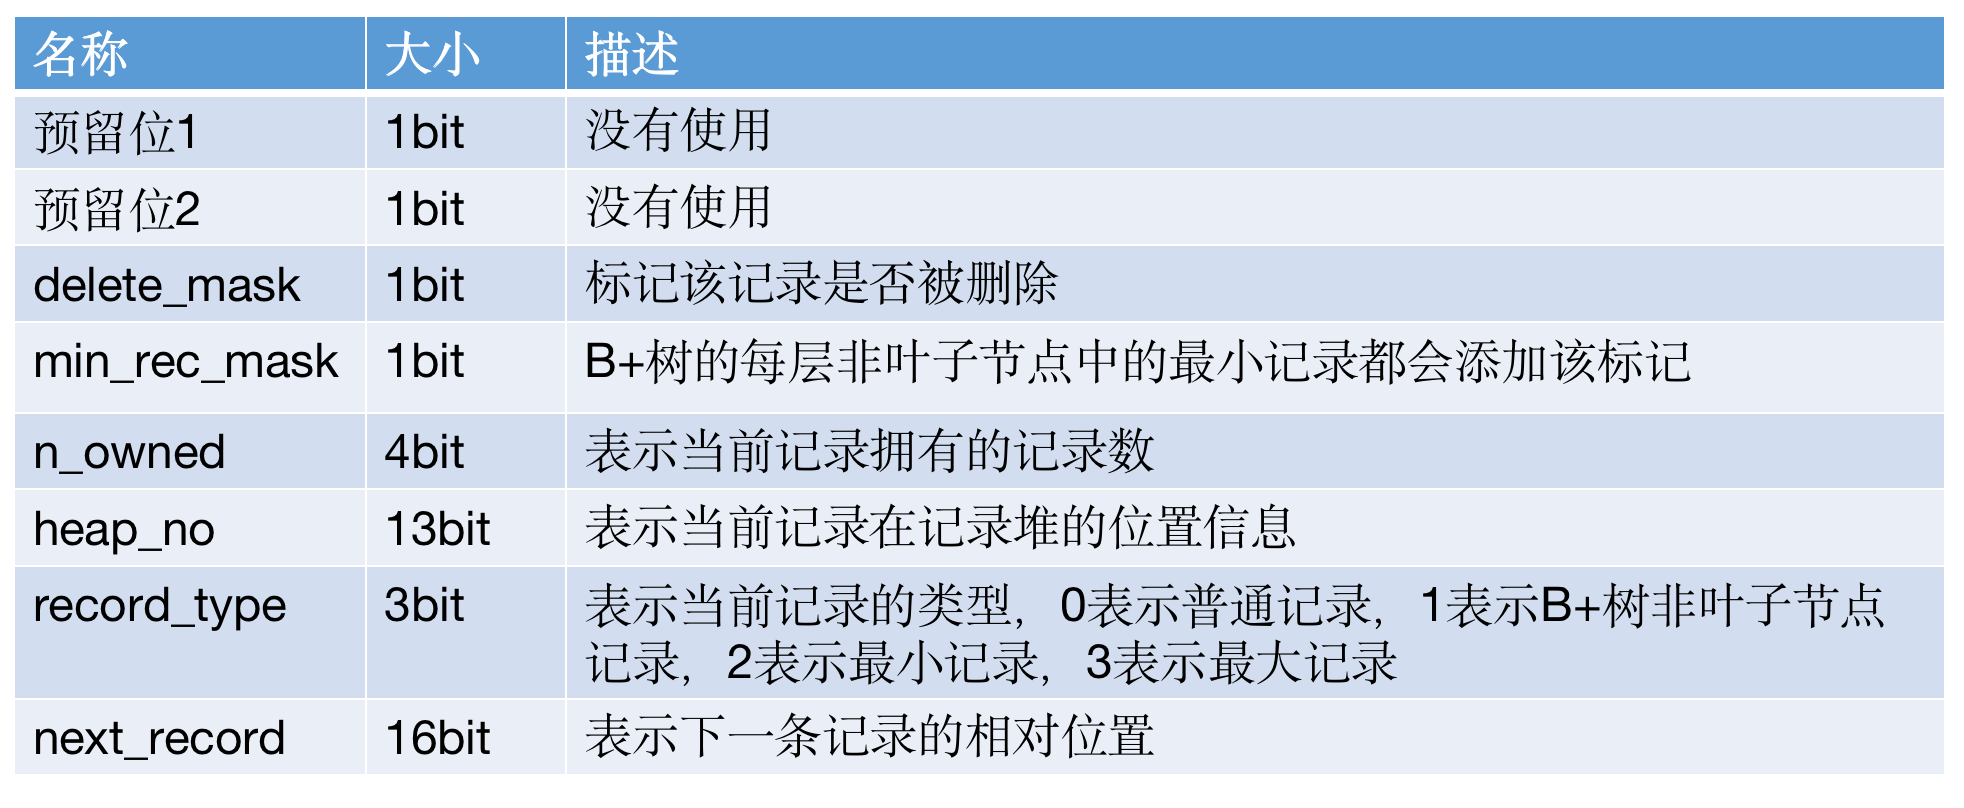 名称 大小 描述
预留位1 1bit 没有使用
预留位2 1bit 没有使用
delete_mask 1bit 标记该记录是否被删除
min_rec_mask 1bit B+树的每层非叶子节点中的最小记录都会添加该标记
n_owned 4bit 表示当前记录拥有的记录数
heap_no 13bit 表示当前记录在记录堆的位置信息
record_type 3bit 表示当前记录的类型，0表示普通记录，1表示B+树非叶子节点
记录，2表示最小记录，3表示最大记录
next_record 16bit 表示下一条记录的相对位置